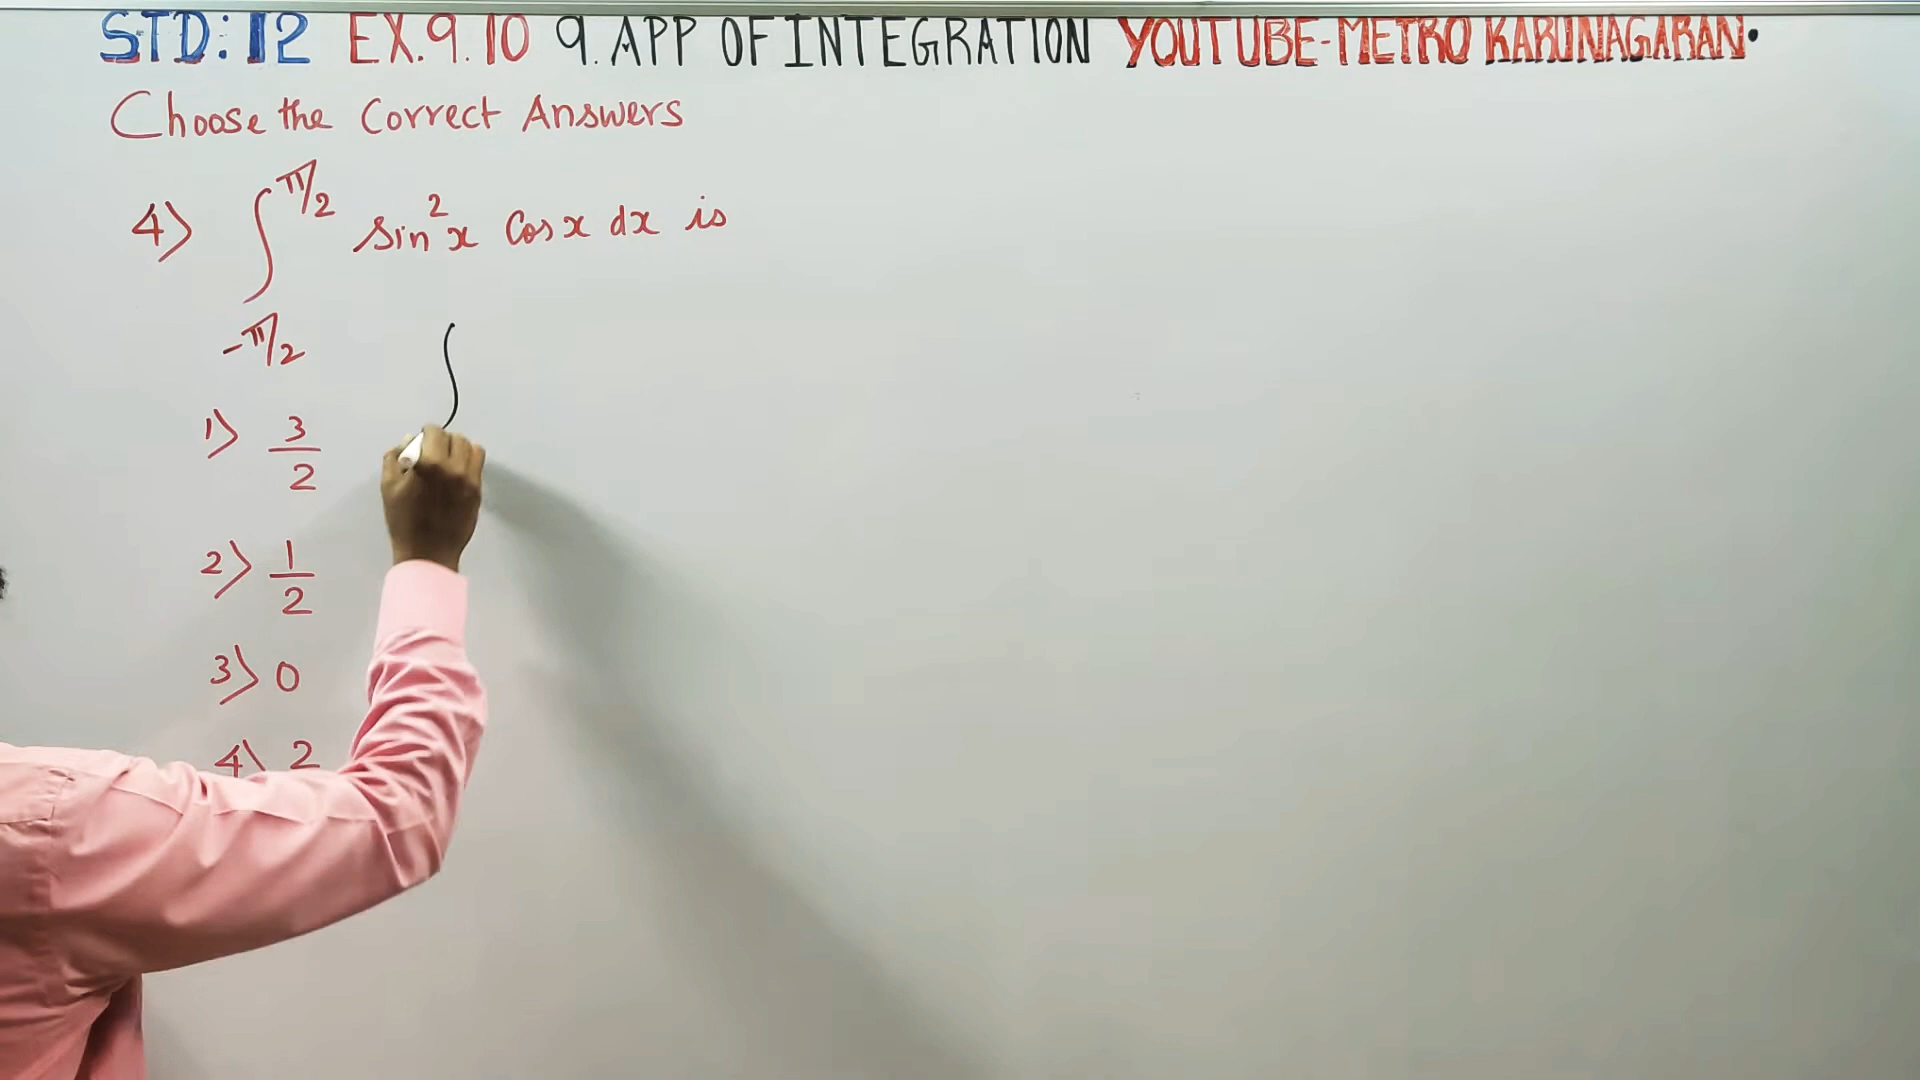 STD: 12 EX.9.10 9. APP OF INTEGRATION YOUTUBE-METRO KARUNAGARAN.
Choose the Correct Answers
4) ∫ π/2 sin²x Cos x dx is
-π/2
1) 3/2
2) 1/2
3) 0
4) 2
∫